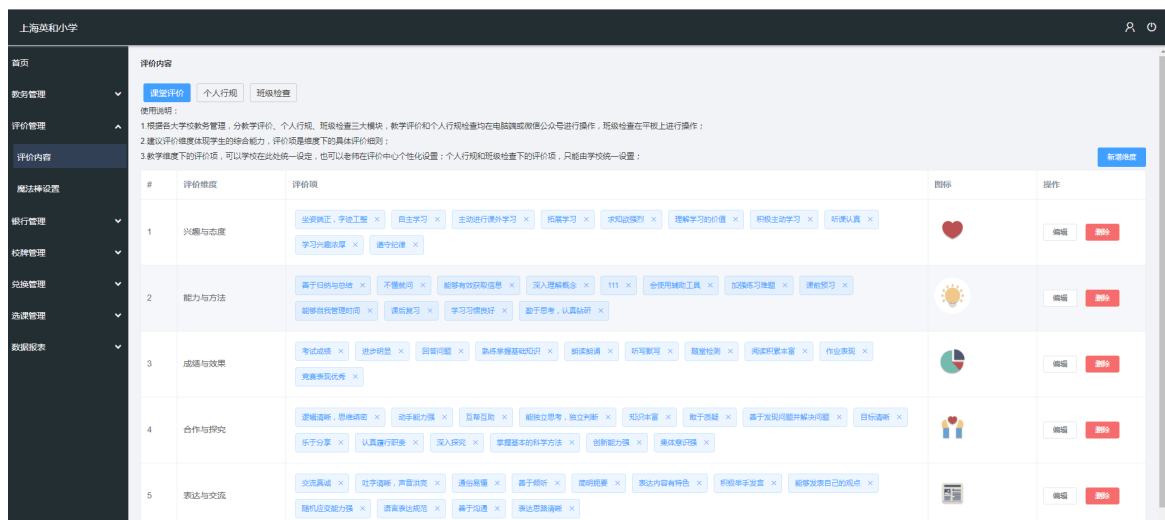 上海英和小学
首页
教务管理
评价管理
评价内容
魔法棒设置
银行管理
校牌管理
兑换管理
选课管理
数据报表
评价内容
课堂评价 个人行规 班级检查
使用说明：
1.根据各大学校教务管理，分教学评价、个人行规、班级检查三大模块，教学评价和个人行规检查均在电脑端或微信公众号进行操作，班级检查在平板上进行操作；
2.建议评价维度体现学生的综合能力，评价项是维度下的具体评价细则；
3.教学维度下的评价项，可以学校在此处统一设定，也可以老师在评价中心个性化设置；个人行规和班级检查下的评价项，只能由学校统一设置；
新增维度
# 评价维度 评价项 图标 操作
1 兴趣与态度 坐姿端正，字迹工整 × 自主学习 × 主动进行课外学习 × 拓展学习 × 求知欲强烈 × 理解学习的价值 × 积极主动学习 × 听课认真 × 编辑 删除
学习兴趣浓厚 × 遵守纪律 ×
2 能力与方法 善于归纳与总结 × 不懂就问 × 能够有效获取信息 × 深入理解概念 × 111 × 会使用辅助工具 × 加强练习难题 × 课前预习 × 编辑 删除
能够自我管理时间 × 课后复习 × 学习习惯良好 × 勤于思考，认真钻研 ×
3 成绩与效果 考试成绩 × 进步明显 × 回答问题 × 熟练掌握基础知识 × 朗读朗诵 × 听写默写 × 随堂检测 × 阅读积累丰富 × 作业表现 × 编辑 删除
竞赛表现优秀 ×
4 合作与探究 逻辑清晰，思维缜密 × 动手能力强 × 互帮互助 × 能独立思考，独立判断 × 知识丰富 × 敢于质疑 × 善于发现问题并解决问题 × 目标清晰 × 编辑 删除
乐于分享 × 认真履行职责 × 深入探究 × 掌握基本的科学方法 × 创新能力强 × 集体意识强 ×
5 表达与交流 交流真诚 × 吐字清晰，声音洪亮 × 通俗易懂 × 善于倾听 × 简明扼要 × 表达内容有特色 × 积极举手发言 × 能够发表自己的观点 × 编辑 删除
随机应变能力强 × 语言表达规范 × 善于沟通 × 表达思路清晰 ×